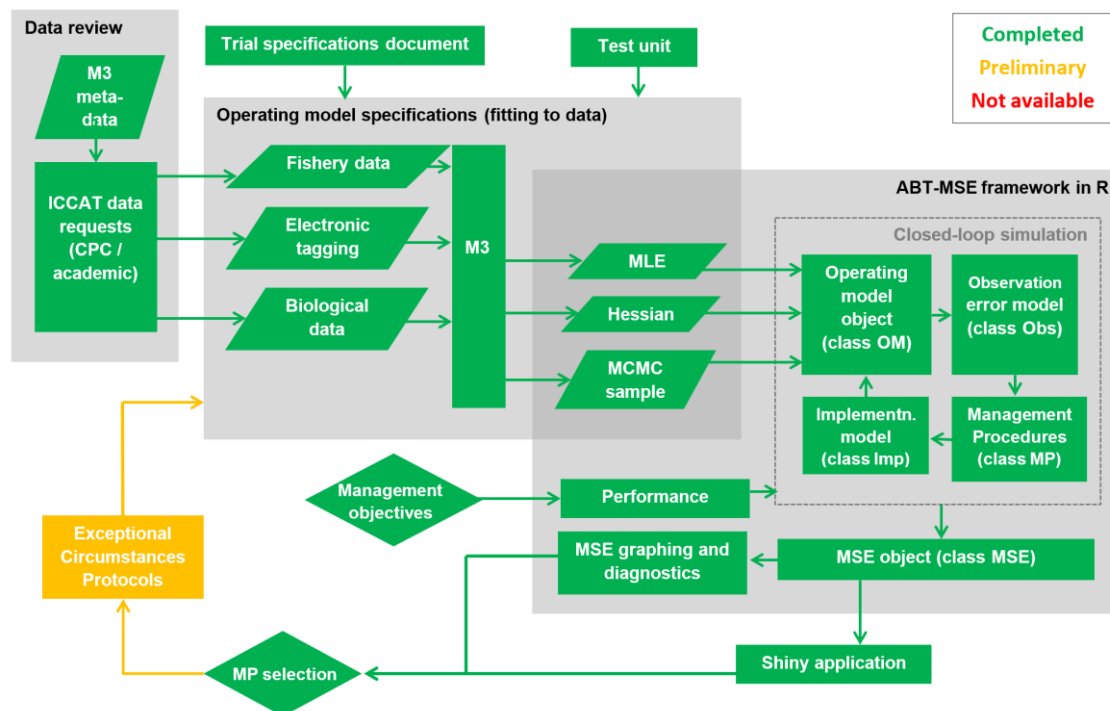 Data review
Trial specifications document
Test unit
Completed
Preliminary
Not available
M3
meta-
data
Operating model specifications (fitting to data)
Fishery data
ICCAT data
requests
(CPC /
academic)
Electronic
tagging
M3
Biological
data
ABT-MSE framework in R
Closed-loop simulation
MLE
Hessian
MCMC
sample
Operating
model
object
(class OM)
Observation
error model
(class Obs)
Implementn.
model
(class Imp)
Management
Procedures
(class MP)
Management
objectives
Performance
Exceptional
Circumstances
Protocols
MSE graphing and
diagnostics
MSE object (class MSE)
MP selection
Shiny application